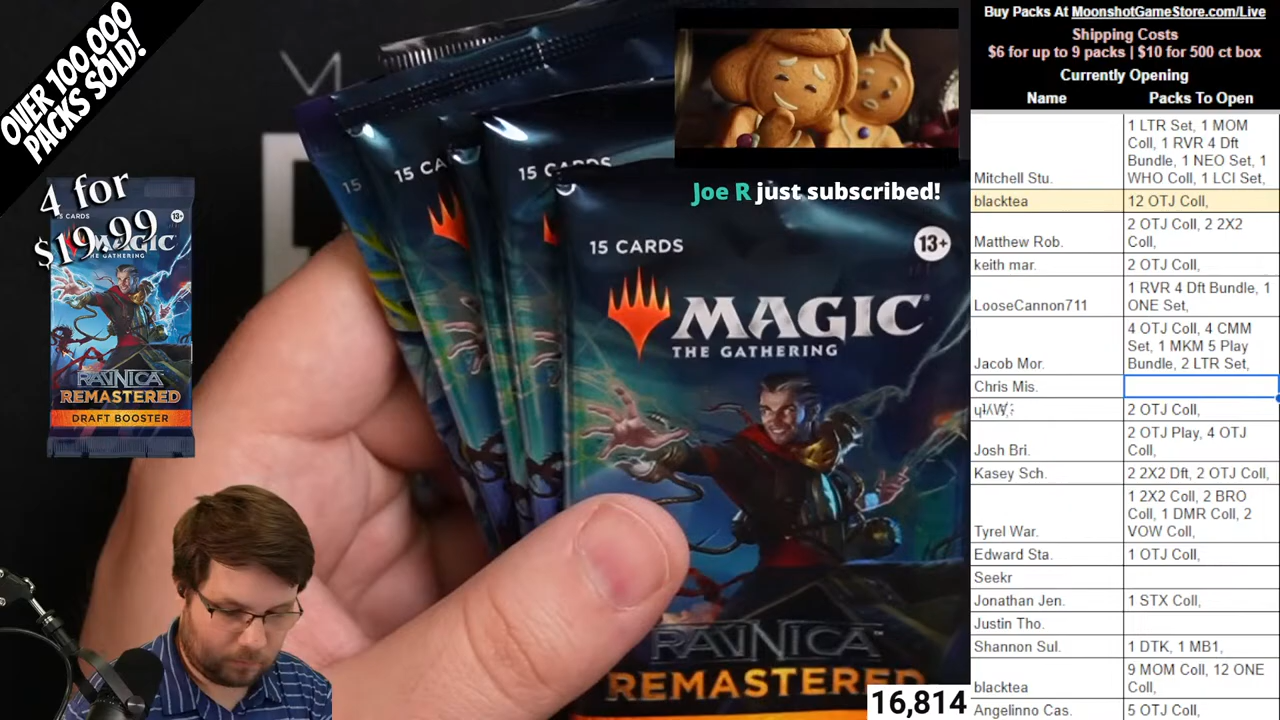 OVER 100,000
PACKS SOLD!
4 for
$19.99
CARDS
13+
MAGIC
THE GATHERING
RAVNICA
REMASTERED
DRAFT BOOSTER
15
15 CA
15 CARDS
15 CARDS
13+
MAGIC
THE GATHERING
RAVNICA
REMASTERED
Joe R just subscribed!
16,814
Buy Packs At MoonshotGameStore.com/Live
Shipping Costs
$6 for up to 9 packs | $10 for 500 ct box
Currently Opening
Name Packs To Open
Mitchell Stu. 1 LTR Set, 1 MOM
Coll, 1 RVR 4 Dft
Bundle, 1 NEO Set, 1
WHO Coll, 1 LCI Set,
blacktea 12 OTJ Coll,
Matthew Rob. 2 OTJ Coll, 2 2X2
Coll,
keith mar. 2 OTJ Coll,
LooseCannon711 1 RVR 4 Dft Bundle, 1
ONE Set,
Jacob Mor. 4 OTJ Coll, 4 CMM
Set, 1 MKM 5 Play
Bundle, 2 LTR Set,
Chris Mis.
2 OTJ Coll,
Josh Bri. 2 OTJ Play, 4 OTJ
Coll,
Kasey Sch. 2 2X2 Dft, 2 OTJ Coll,
Tyrel War. 1 2X2 Coll, 2 BRO
Coll, 1 DMR Coll, 2
VOW Coll,
Edward Sta. 1 OTJ Coll,
Seekr
Jonathan Jen. 1 STX Coll,
Justin Tho.
Shannon Sul. 1 DTK, 1 MB1,
blacktea 9 MOM Coll, 12 ONE
Coll,
Angelinno Cas. 5 OTJ Coll,